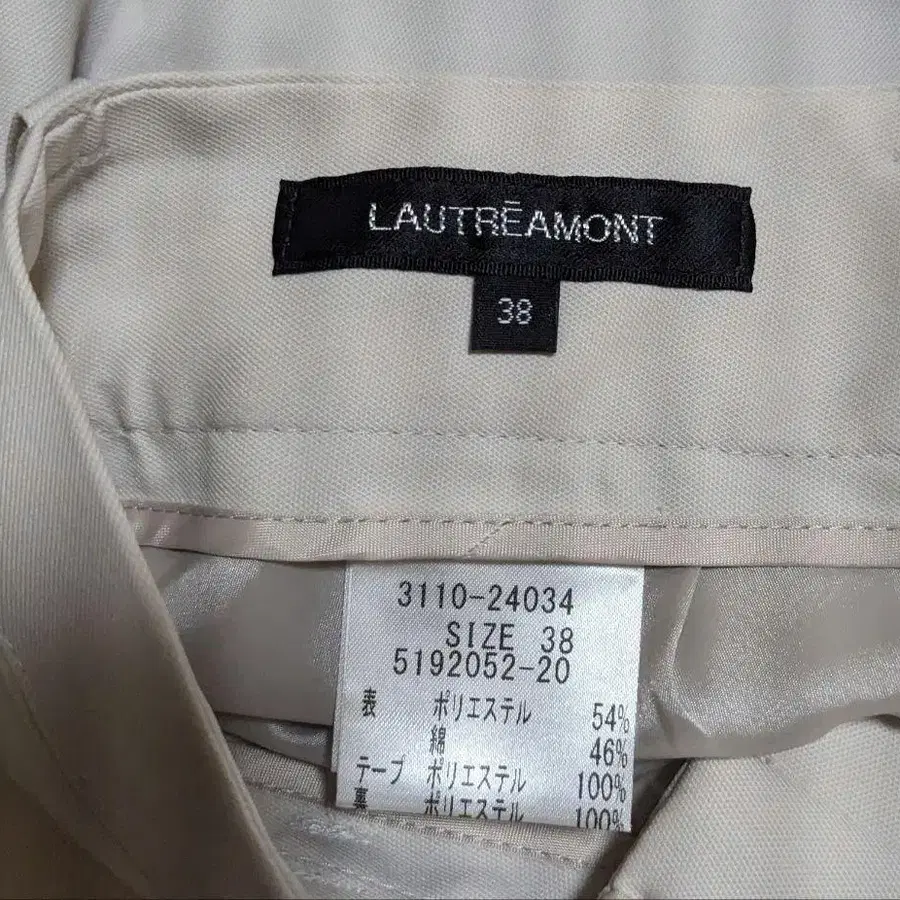 LAUTRĒAMONT
38
3110-24034
SIZE 38
5192052-20
表 ポリエステル 54%
綿 46%
テープ ポリエステル 100%
裏 ポリエステル 100%